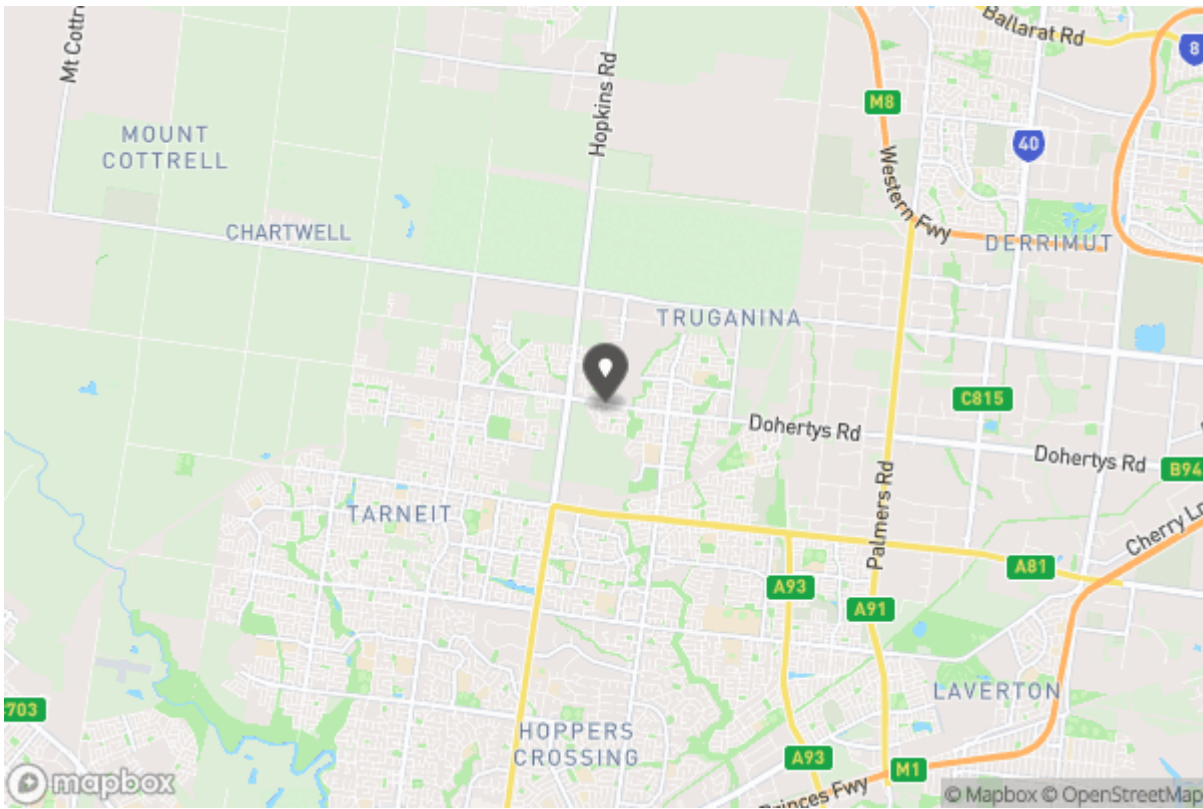 Ballarat Rd
8
Mt Cottre
Hopkins Rd
M8
MOUNT
COTTRELL
40
Western Fwy
CHARTWELL
DERRIMUT
TRUGANINA
C815
Dohertys Rd
Dohertys Rd
B94
Palmers Rd
TARNEIT
Cherry Ln
A81
A93
A91
LAVERTON
703
HOPPERS
CROSSING
A93
M1
Princes Fwy
mapbox
© Mapbox © OpenStreetMap